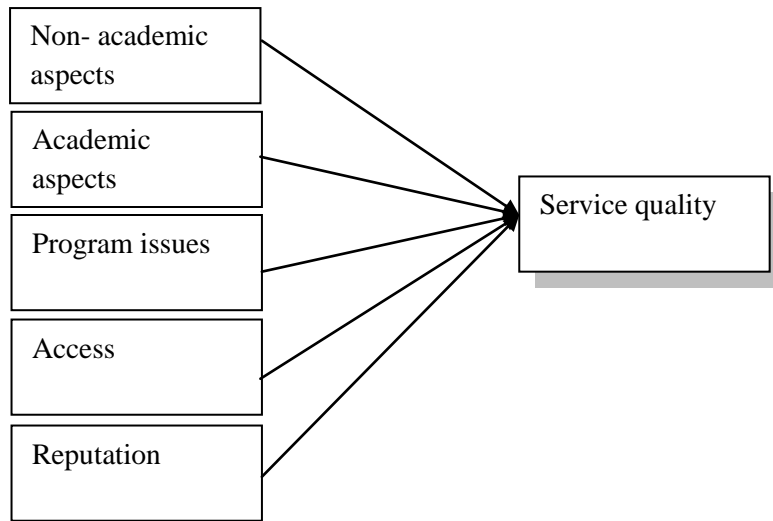 Non- academic
aspects
Academic
aspects
Program issues
Access
Reputation
Service quality